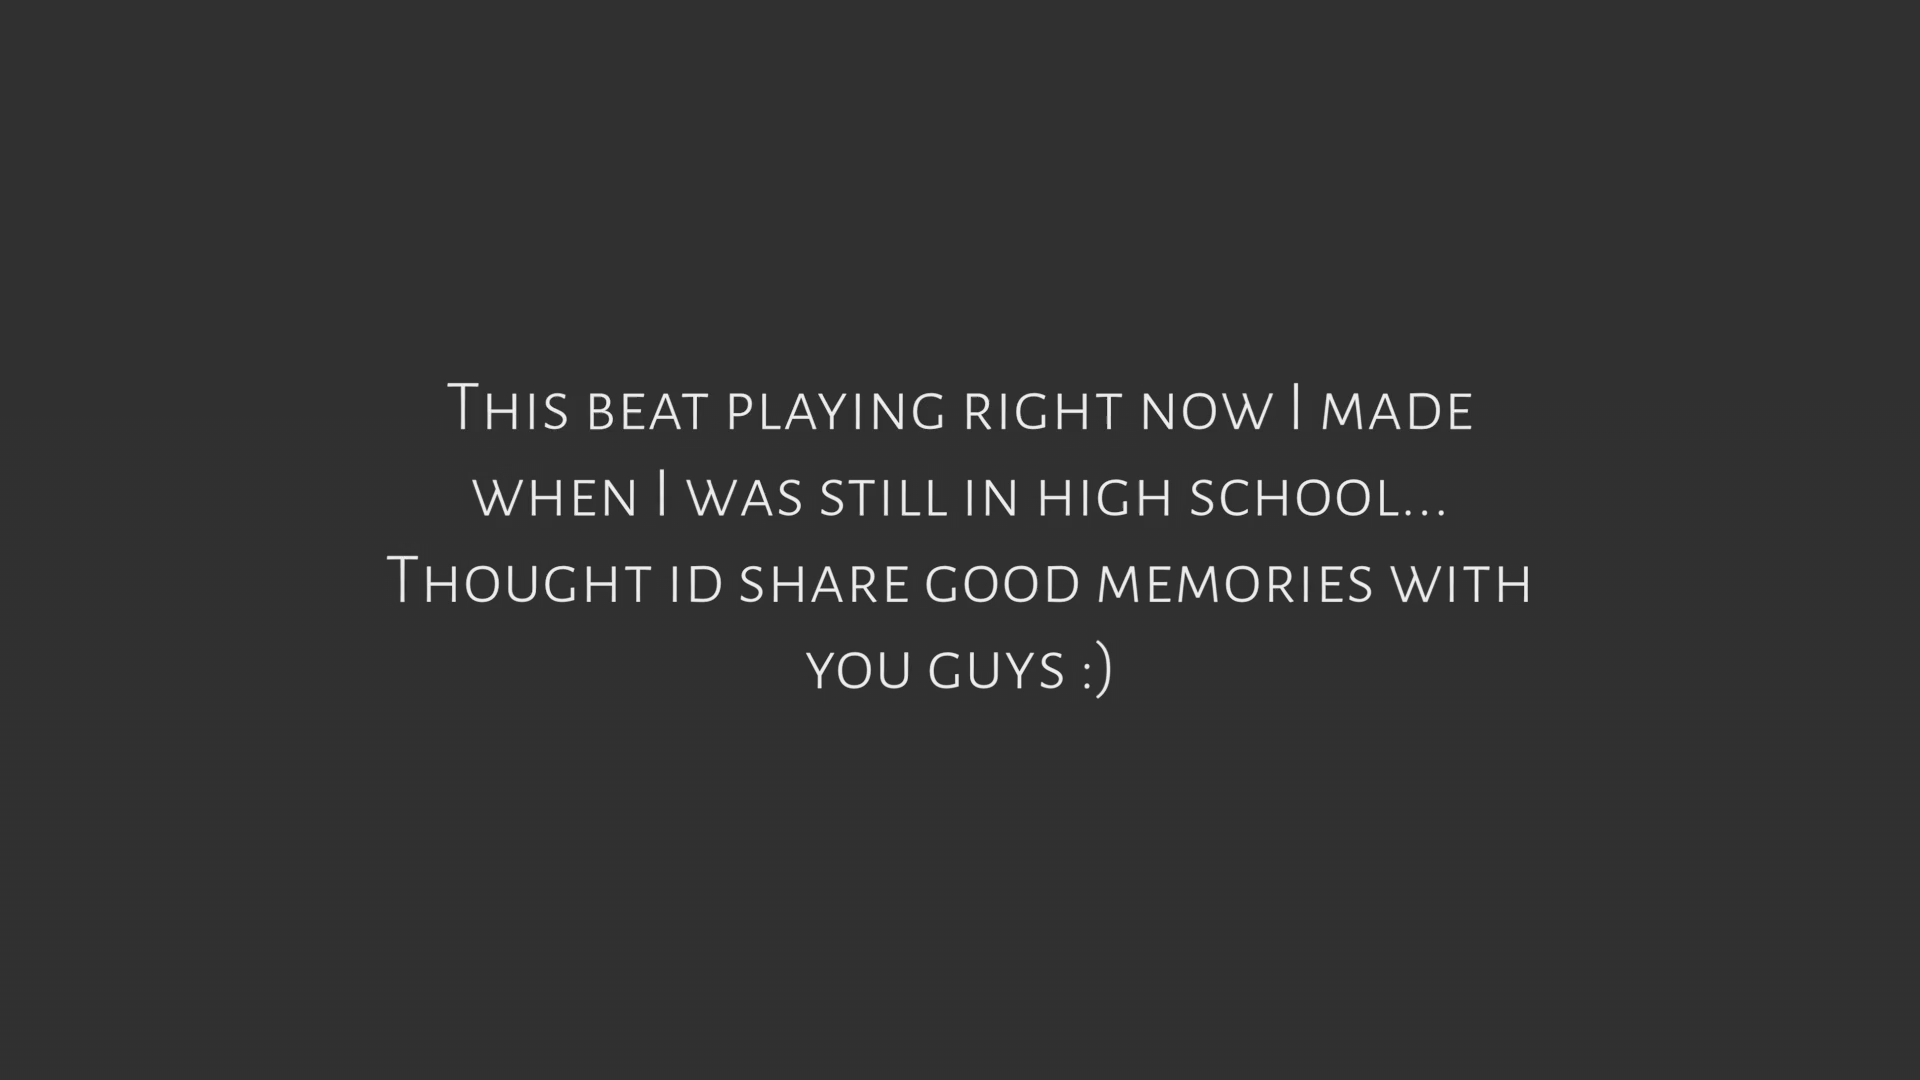 This beat playing right now I made
when I was still in high school...
Thought id share good memories with
you guys :)